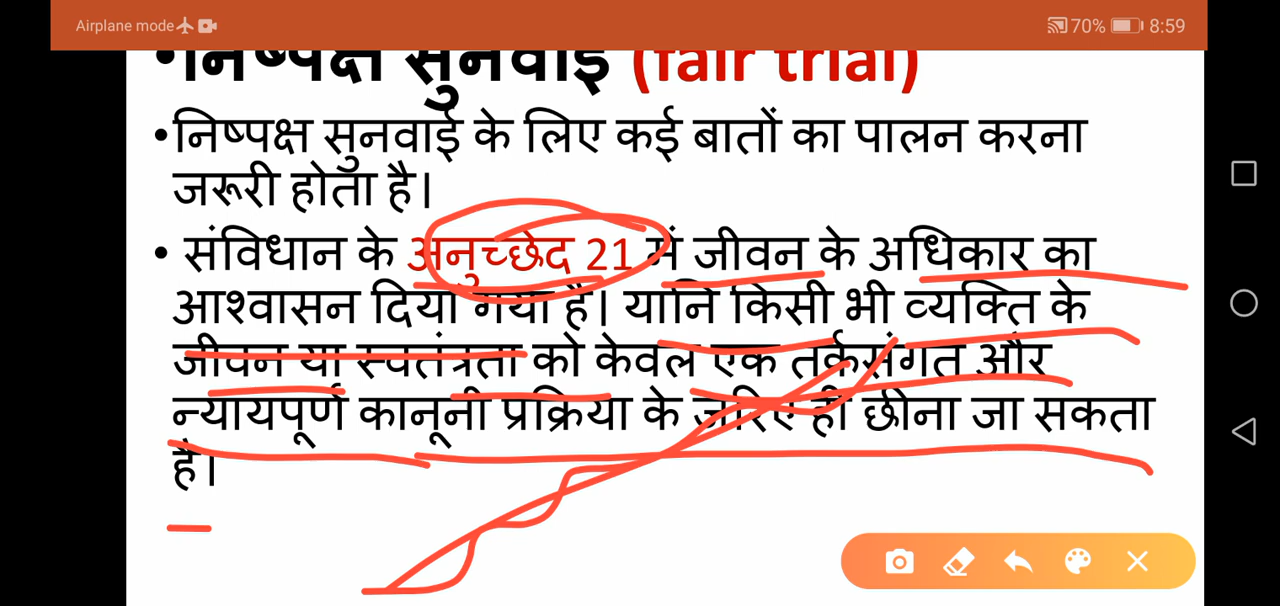 Airplane mode 70% 8:59
•निष्पक्ष सुनवाई (fair trial)
•निष्पक्ष सुनवाई के लिए कई बातों का पालन करना
जरूरी होता है।
• संविधान के अनुच्छेद 21 में जीवन के अधिकार का
आश्वासन दिया गया है। यानि किसी भी व्यक्ति के
जीवन या स्वतंत्रता को केवल एक तर्कसंगत और
न्यायपूर्ण कानूनी प्रक्रिया के जरिए ही छीना जा सकता
है।